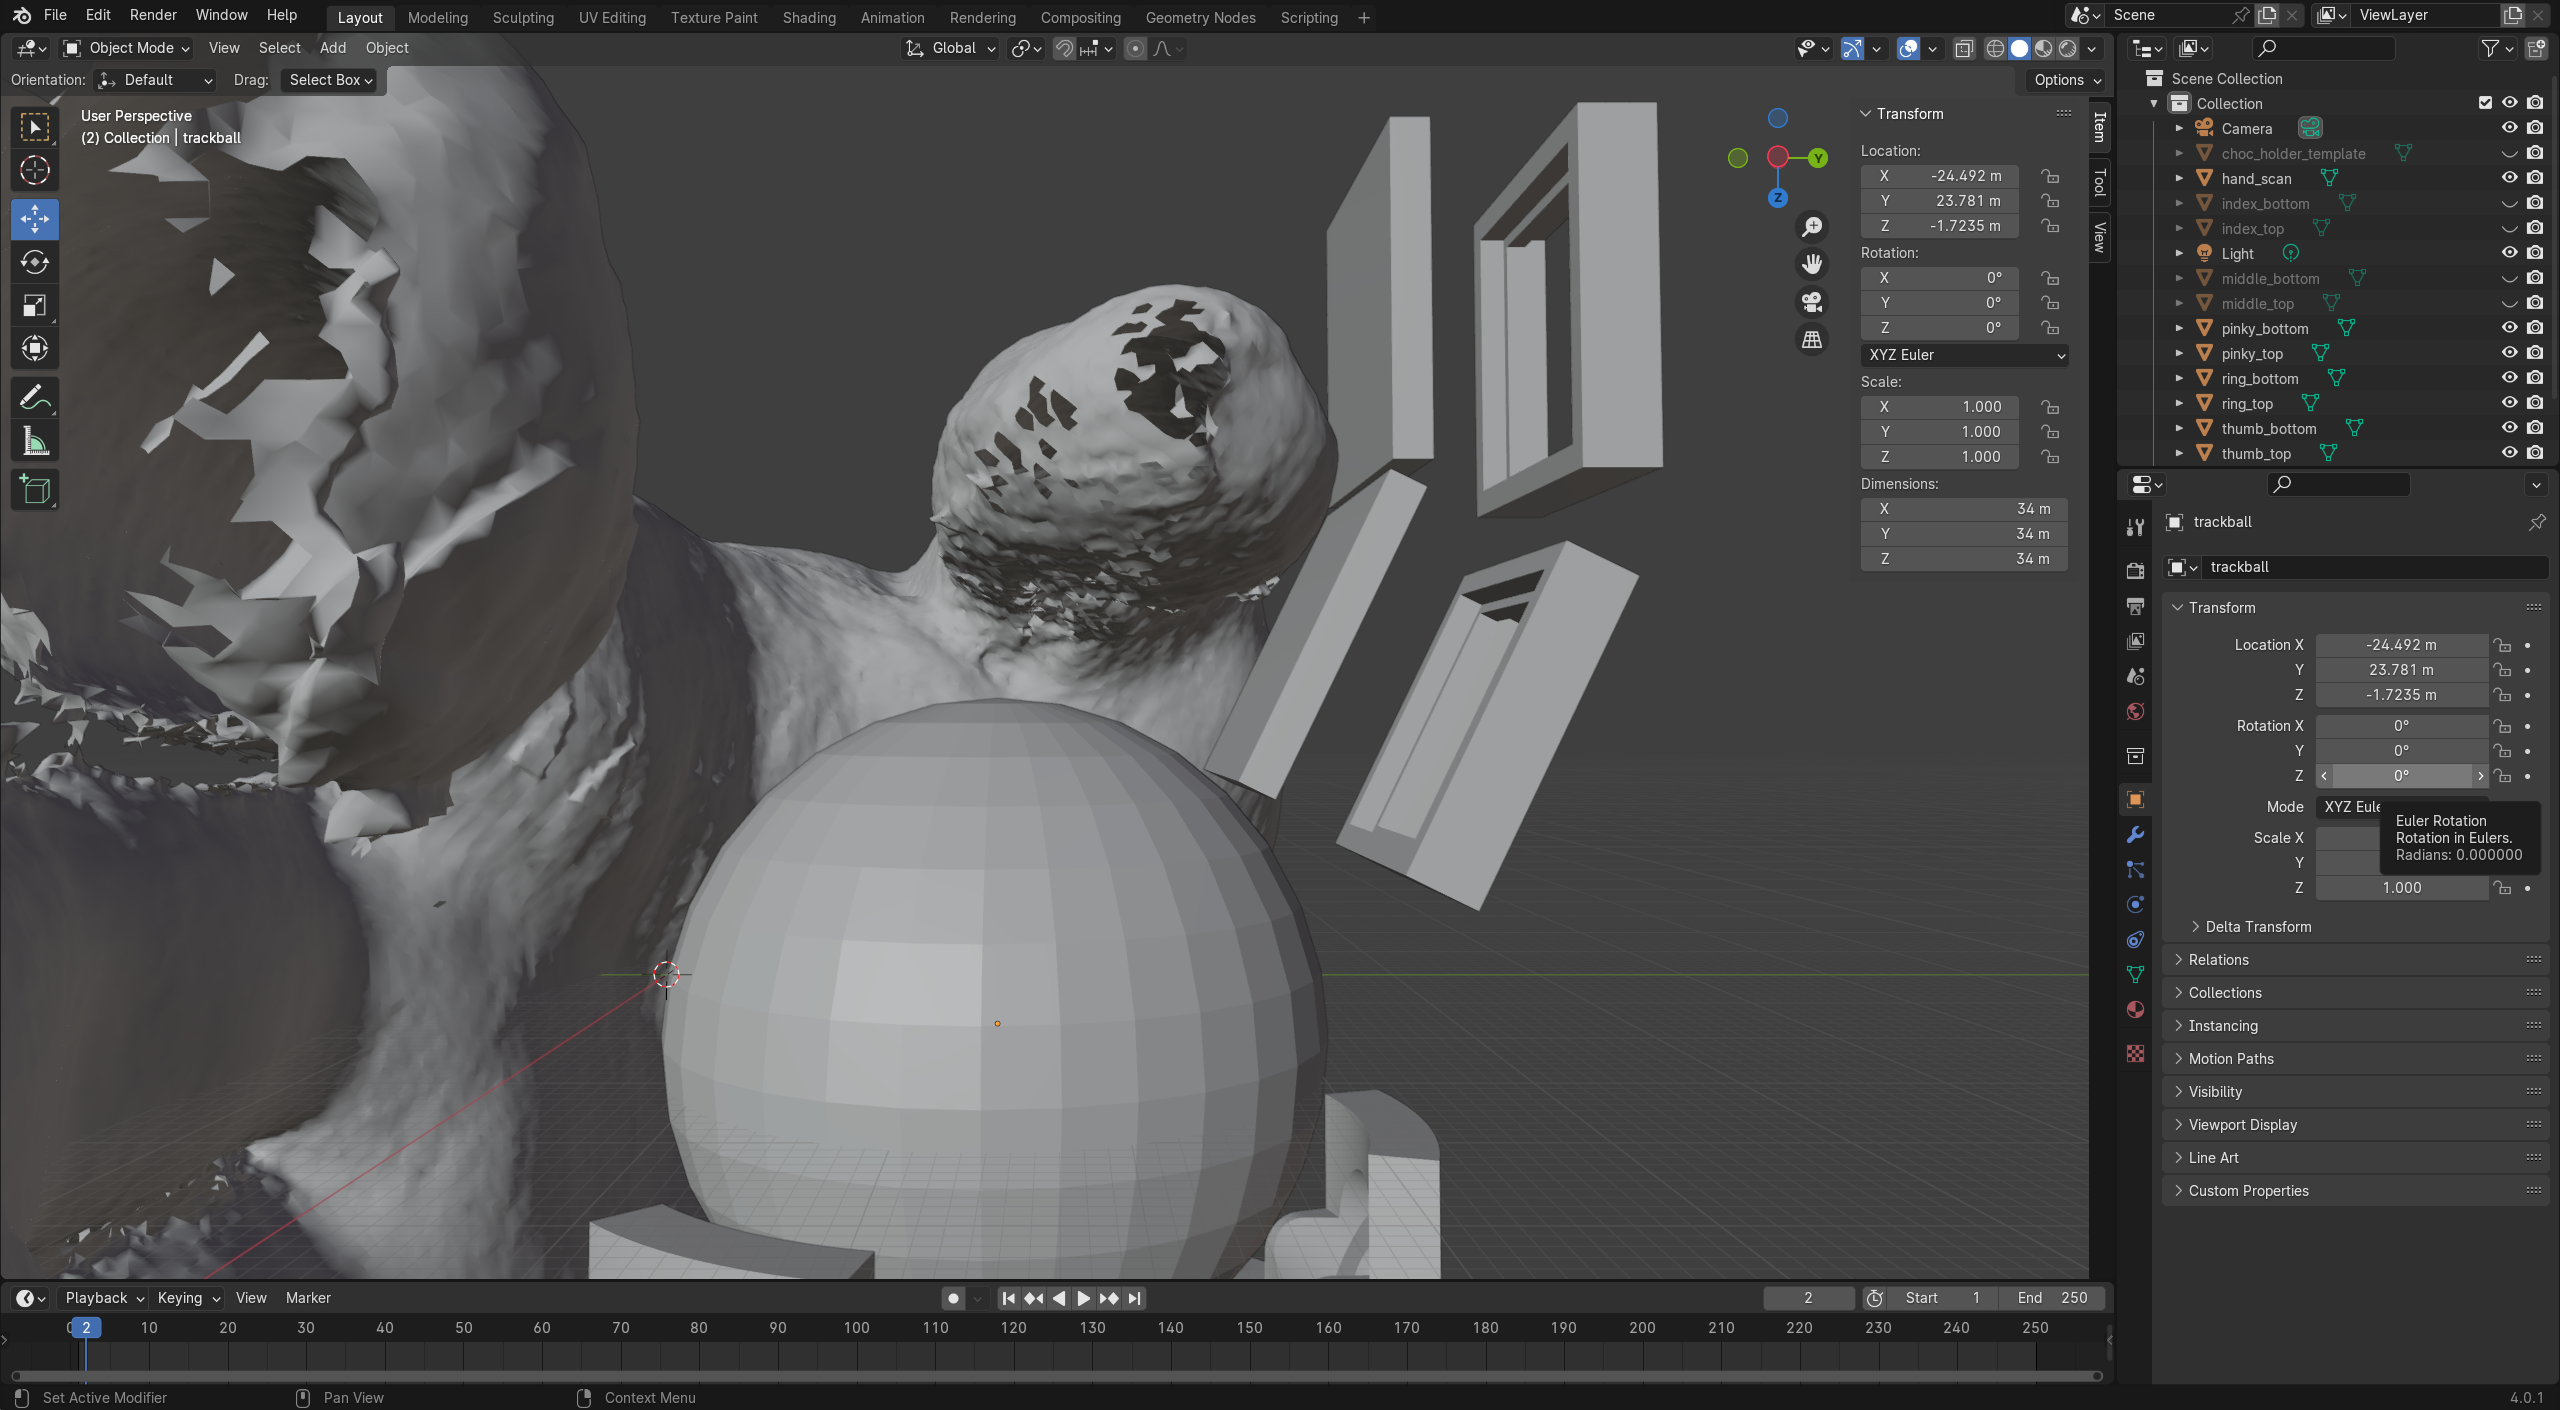 File Edit Render Window Help Layout Modeling Sculpting UV Editing Texture Paint Shading Animation Rendering Compositing Geometry Nodes Scripting + Scene ViewLayer
Object Mode View Select Add Object Global
Orientation: Default Drag: Select Box Options
User Perspective
(2) Collection | trackball
Transform
Location:
X -24.492 m
Y 23.781 m
Z -1.7235 m
Rotation:
X 0°
Y 0°
Z 0°
XYZ Euler
Scale:
X 1.000
Y 1.000
Z 1.000
Dimensions:
X 34 m
Y 34 m
Z 34 m
Item
Tool
View
Y
Z
Scene Collection
Collection
Camera
choc_holder_template
hand_scan
index_bottom
index_top
Light
middle_bottom
middle_top
pinky_bottom
pinky_top
ring_bottom
ring_top
thumb_bottom
thumb_top
trackball
trackball
Transform
Location X -24.492 m
Y 23.781 m
Z -1.7235 m
Rotation X 0°
Y 0°
Z 0°
Mode XYZ Eule
Euler Rotation
Rotation in Eulers.
Radians: 0.000000
Scale X
Y
Z 1.000
Delta Transform
Relations
Collections
Instancing
Motion Paths
Visibility
Viewport Display
Line Art
Custom Properties
Playback Keying View Marker 2 Start 1 End 250
0 2 10 20 30 40 50 60 70 80 90 100 110 120 130 140 150 160 170 180 190 200 210 220 230 240 250
Set Active Modifier Pan View Context Menu 4.0.1